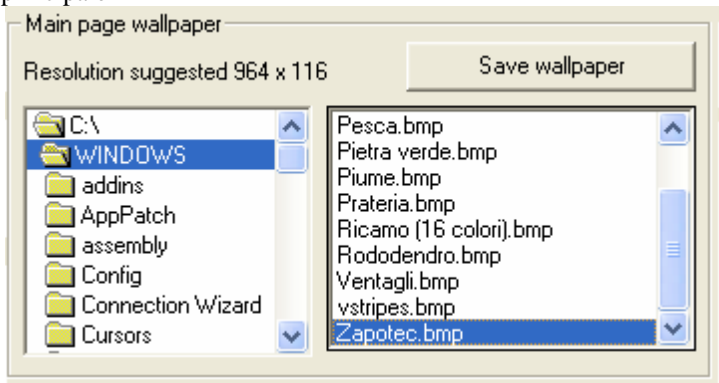 Main page wallpaper
Resolution suggested 964 x 116
Save wallpaper
C:\
WINDOWS
addins
AppPatch
assembly
Config
Connection Wizard
Cursors
Pesca.bmp
Pietra verde.bmp
Piume.bmp
Prateria.bmp
Ricamo (16 colori).bmp
Rododendro.bmp
Ventagli.bmp
vstripes.bmp
Zapotec.bmp